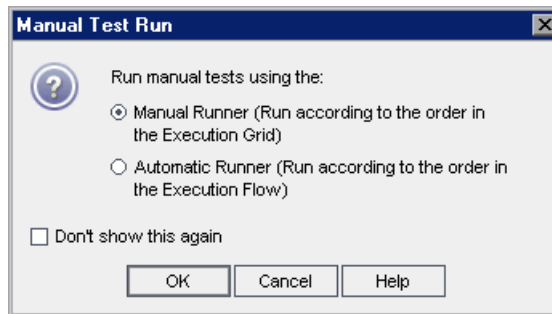 Manual Test Run
Run manual tests using the:
Manual Runner (Run according to the order in
the Execution Grid)
Automatic Runner (Run according to the order in
the Execution Flow)
Don't show this again
OK Cancel Help